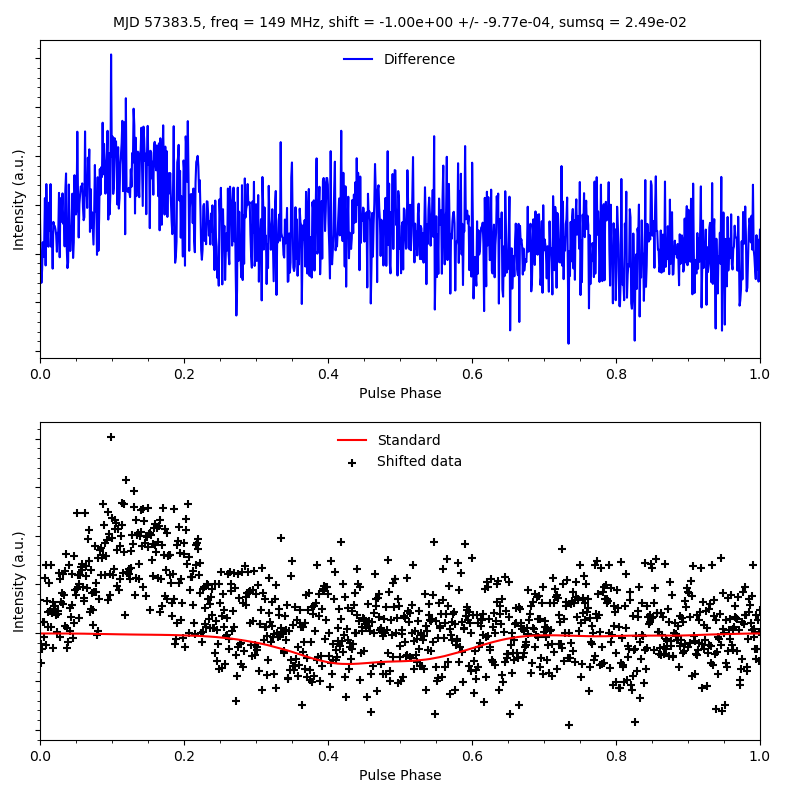 MJD 57383.5, freq = 149 MHz, shift = -1.00e+00 +/- -9.77e-04, sumsq = 2.49e-02
Difference
Intensity (a.u.)
0.0 0.2 0.4 0.6 0.8 1.0
Pulse Phase
Standard
Shifted data
Intensity (a.u.)
0.0 0.2 0.4 0.6 0.8 1.0
Pulse Phase